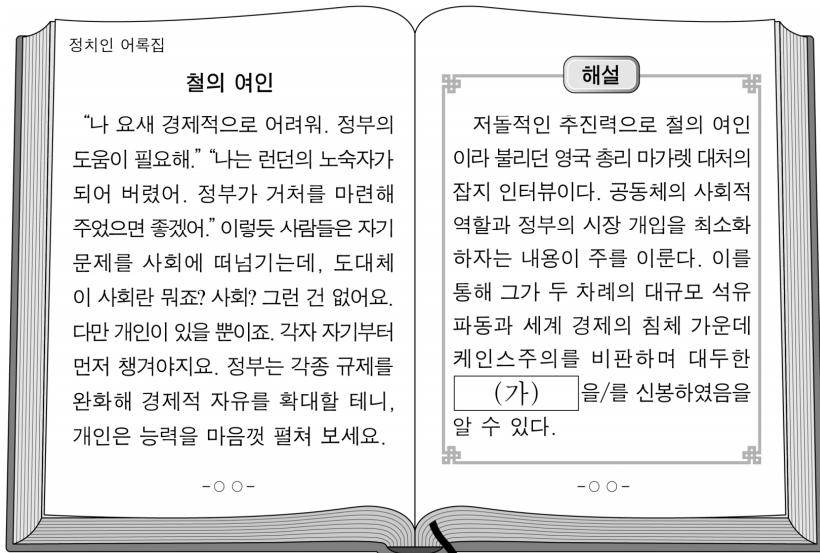 정치인 어록집
철의 여인
“나 요새 경제적으로 어려워. 정부의
도움이 필요해.” “나는 런던의 노숙자가
되어 버렸어. 정부가 거처를 마련해
주었으면 좋겠어.” 이렇듯 사람들은 자기
문제를 사회에 떠넘기는데, 도대체
이 사회란 뭐죠? 사회? 그런 건 없어요.
다만 개인이 있을 뿐이죠. 각자 자기부터
먼저 챙겨야지요. 정부는 각종 규제를
완화해 경제적 자유를 확대할 테니,
개인은 능력을 마음껏 펼쳐 보세요.
-○ ○-
해설
저돌적인 추진력으로 철의 여인
이라 불리던 영국 총리 마가렛 대처의
잡지 인터뷰이다. 공동체의 사회적
역할과 정부의 시장 개입을 최소화
하자는 내용이 주를 이룬다. 이를
통해 그가 두 차례의 대규모 석유
파동과 세계 경제의 침체 가운데
케인스주의를 비판하며 대두한
(가) 을/를 신봉하였음을
알 수 있다.
-○ ○-